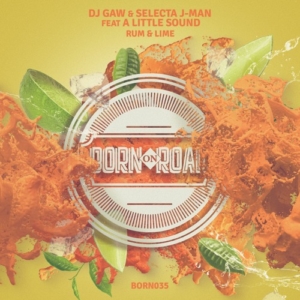 DJ GAW & SELECTA J-MAN
FEAT A LITTLE SOUND
RUM & LIME
BORN ON ROAD
BORN035